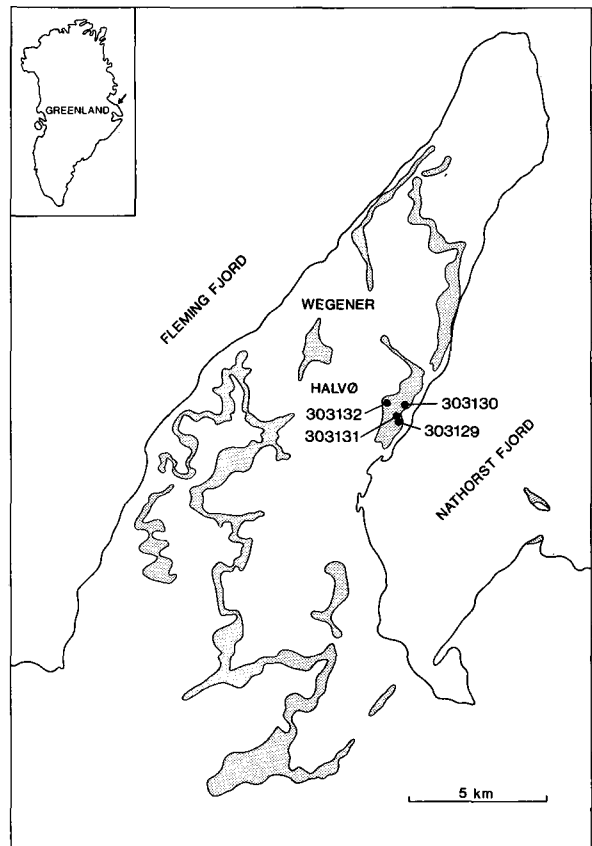 GREENLAND
FLEMING FJORD
WEGENER
HALVØ
303132
303130
303131
303129
NATHORST FJORD
5 km